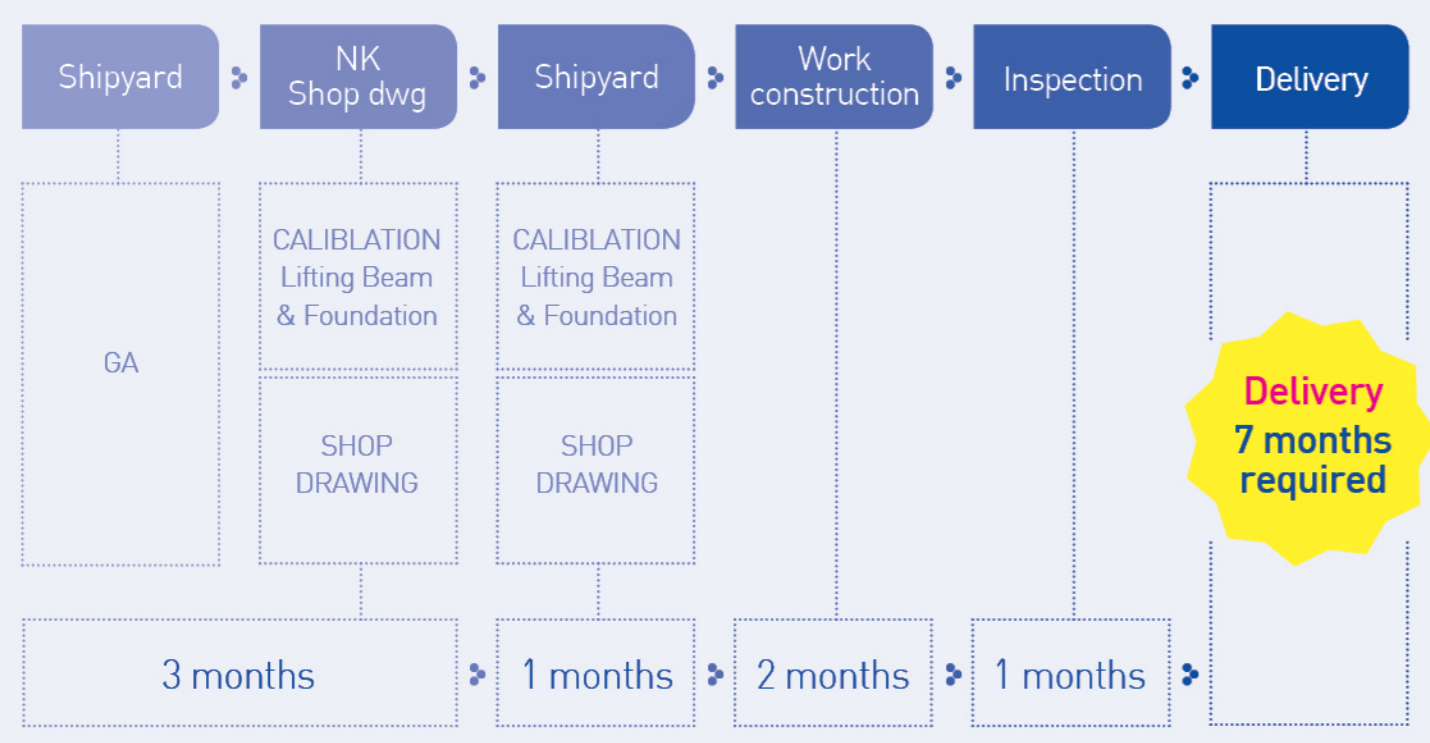 Shipyard
NK
Shop dwg
Shipyard
Work
construction
Inspection
Delivery
GA
CALIBLATION
Lifting Beam
& Foundation
SHOP
DRAWING
CALIBLATION
Lifting Beam
& Foundation
SHOP
DRAWING
Delivery
7 months
required
3 months
1 months
2 months
1 months